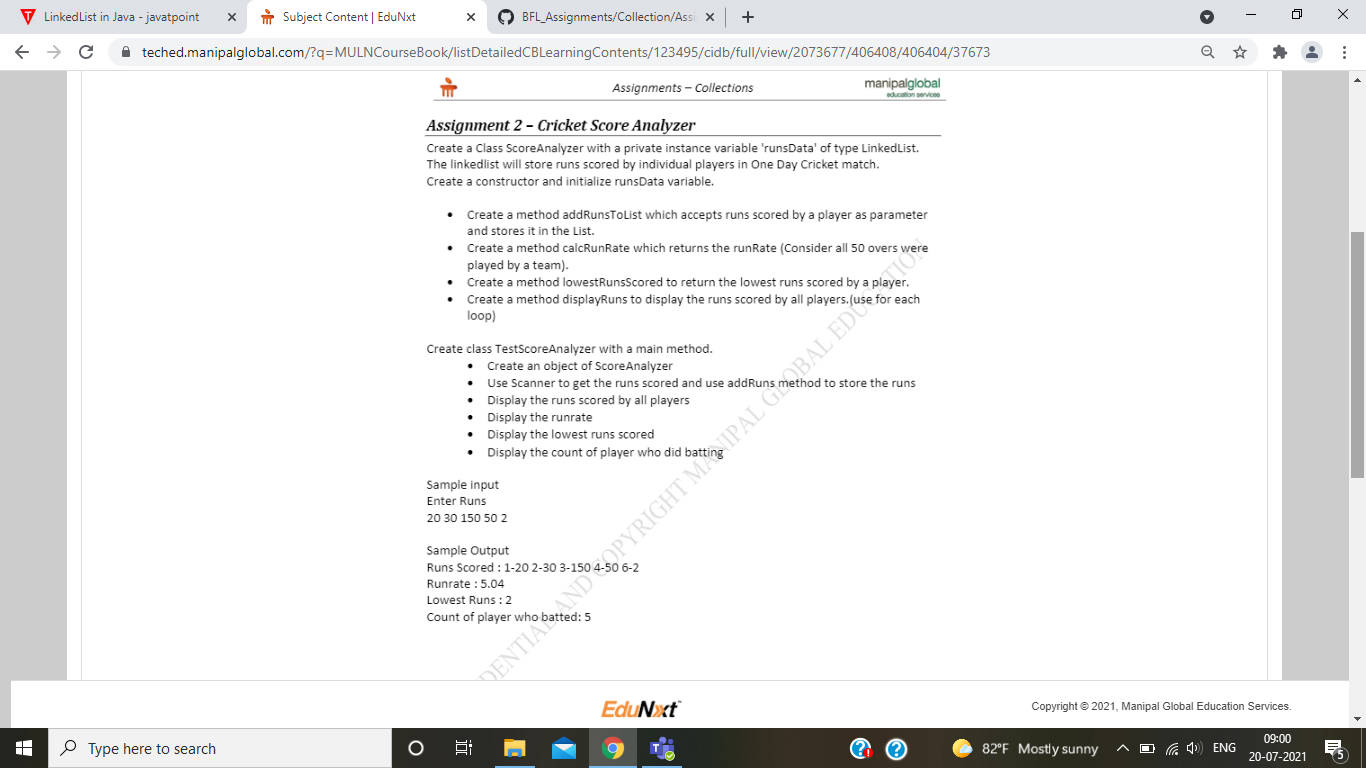 LinkedList in Java - javatpoint
Subject Content | EduNxt
BFL_Assignments/Collection/Assi
teched.manipalglobal.com/?q=MULNCourseBook/listDetailedCBLearningContents/123495/cidb/full/view/2073677/406408/406404/37673
Assignments – Collections
manipalglobal
education services
Assignment 2 – Cricket Score Analyzer
Create a Class ScoreAnalyzer with a private instance variable 'runsData' of type LinkedList.
The linkedlist will store runs scored by individual players in One Day Cricket match.
Create a constructor and initialize runsData variable.
• Create a method addRunsToList which accepts runs scored by a player as parameter
and stores it in the List.
• Create a method calcRunRate which returns the runRate (Consider all 50 overs were
played by a team).
• Create a method lowestRunsScored to return the lowest runs scored by a player.
• Create a method displayRuns to display the runs scored by all players.(use for each
loop)
Create class TestScoreAnalyzer with a main method.
• Create an object of ScoreAnalyzer
• Use Scanner to get the runs scored and use addRuns method to store the runs
• Display the runs scored by all players
• Display the runrate
• Display the lowest runs scored
• Display the count of player who did batting
Sample input
Enter Runs
20 30 150 50 2
Sample Output
Runs Scored : 1-20 2-30 3-150 4-50 6-2
Runrate : 5.04
Lowest Runs : 2
Count of player who batted: 5
DENTIAL AND COPYRIGHT MANIPAL GLOBAL EDUCATION
EduNxt
Copyright © 2021, Manipal Global Education Services.
Type here to search
82°F Mostly sunny
ENG
09:00
20-07-2021
5